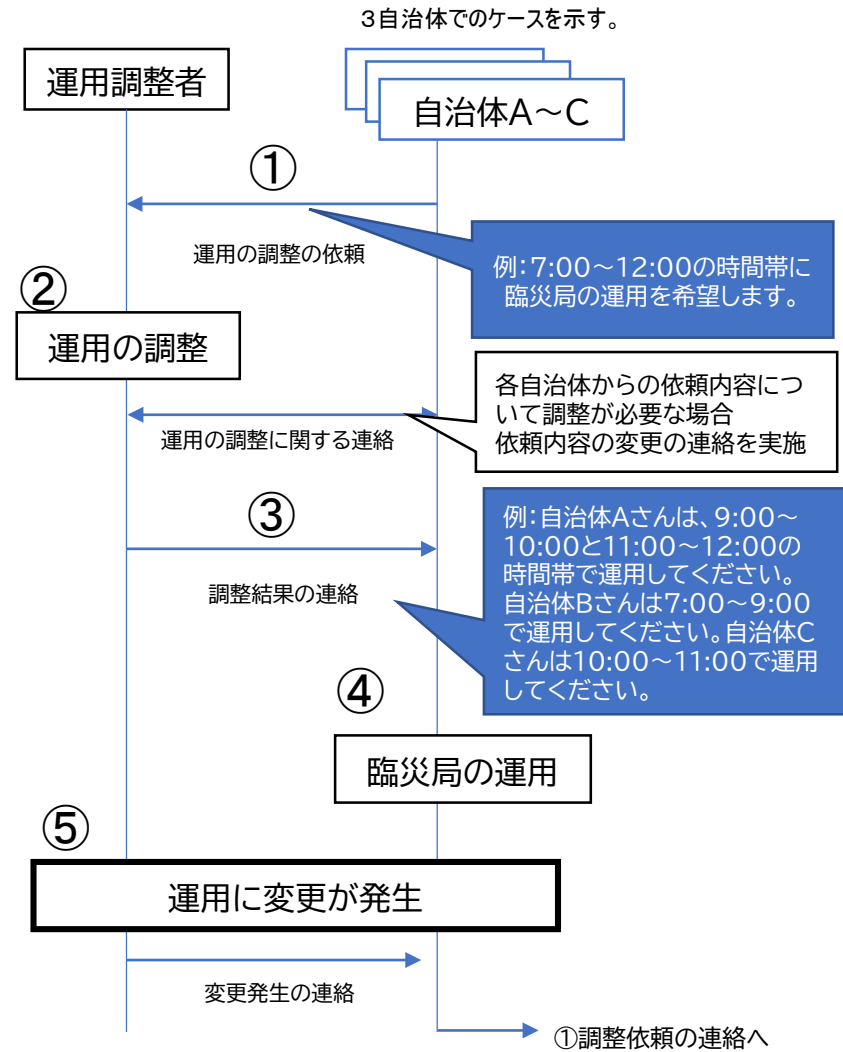 3自治体でのケースを示す。
運用調整者
自治体A～C
①
運用の調整の依頼
例：7:00～12:00の時間帯に
臨災局の運用を希望します。
②
運用の調整
各自治体からの依頼内容につ
いて調整が必要な場合
依頼内容の変更の連絡を実施
運用の調整に関する連絡
③
調整結果の連絡
例：自治体Aさんは、9:00～
10:00と11:00～12:00の
時間帯で運用してください。
自治体Bさんは7:00～9:00
で運用してください。自治体C
さんは10:00～11:00で運用
してください。
④
臨災局の運用
⑤
運用に変更が発生
変更発生の連絡
①調整依頼の連絡へ